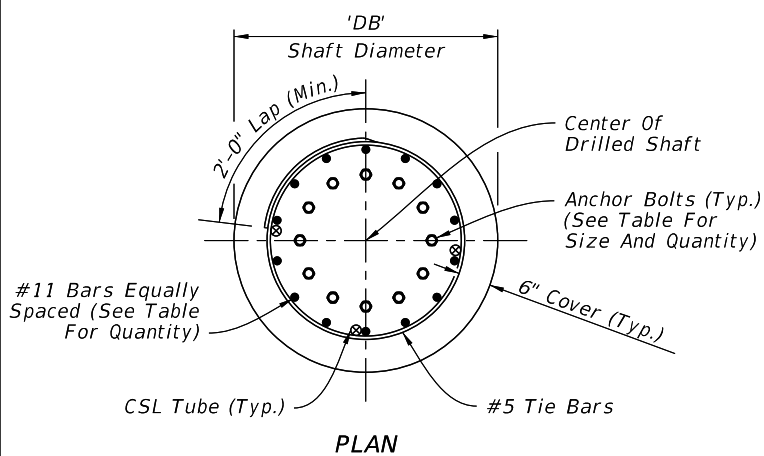 'DB'
Shaft Diameter
2'-0" Lap (Min.)
Center Of
Drilled Shaft
Anchor Bolts (Typ.)
(See Table For
Size And Quantity)
#11 Bars Equally
Spaced (See Table
For Quantity)
6" Cover (Typ.)
CSL Tube (Typ.)
#5 Tie Bars
PLAN